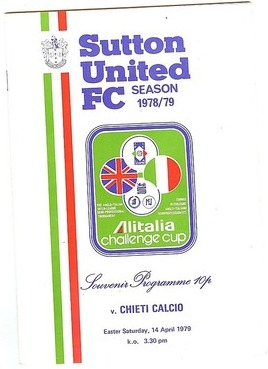 Sutton
United
FC SEASON
1978/79
Alitalia
challenge cup
Souvenir Programme 10p
v. CHIETI CALCIO
Easter Saturday, 14 April 1979
k.o. 3.30 pm